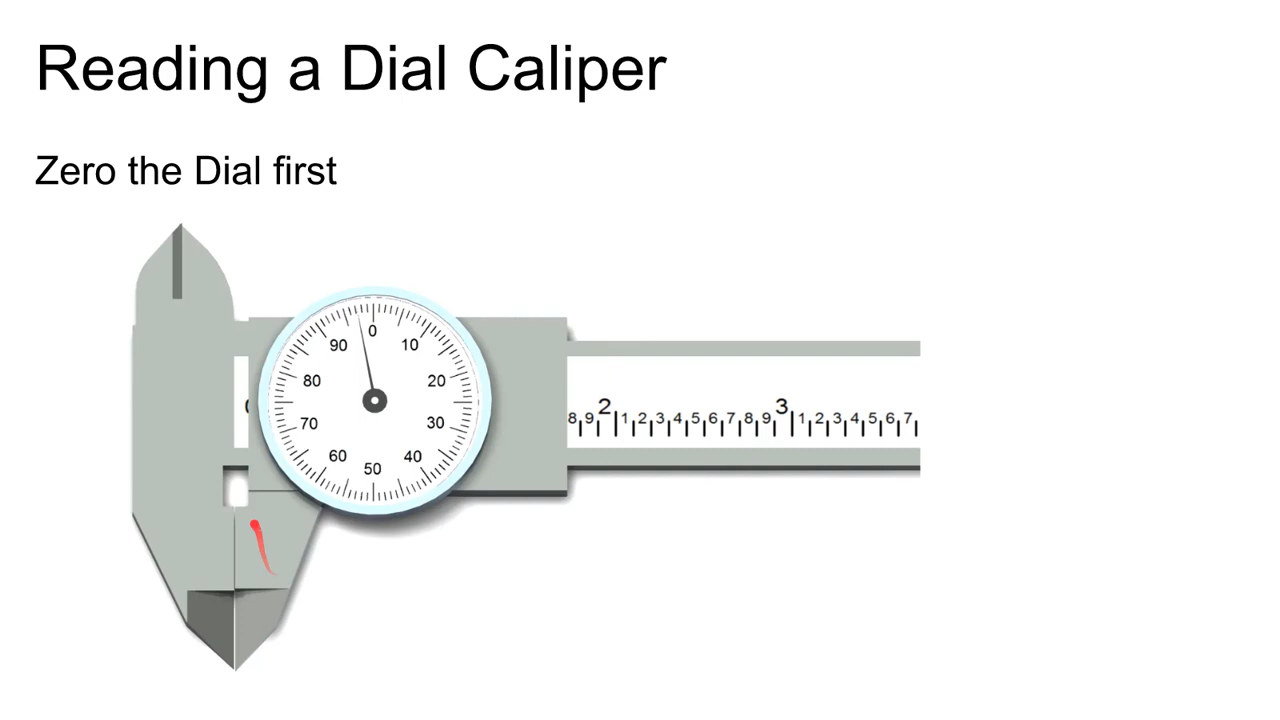 Reading a Dial Caliper
Zero the Dial first
0
90 10
80 20
70 30
60 40
50
8 9 2 1 2 3 4 5 6 7 8 9 3 1 2 3 4 5 6 7